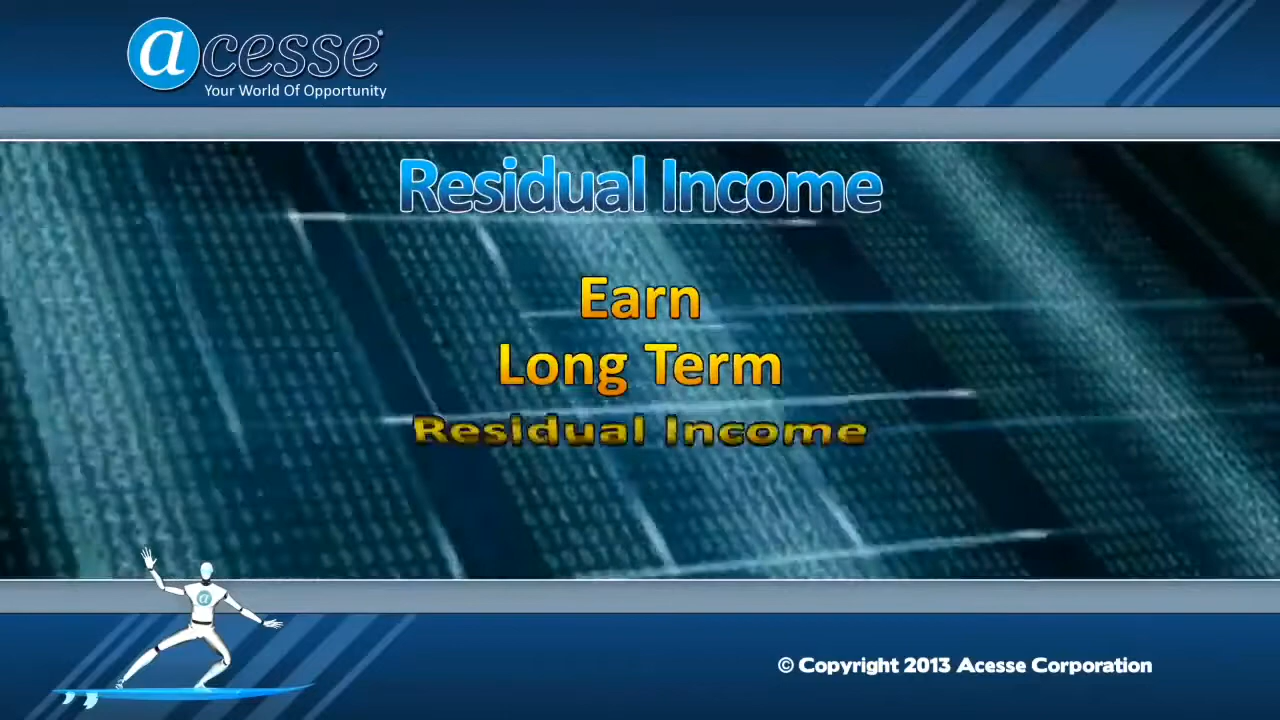 acesse®
Your World Of Opportunity
Residual Income
Earn
Long Term
Residual Income
a
© Copyright 2013 Acesse Corporation